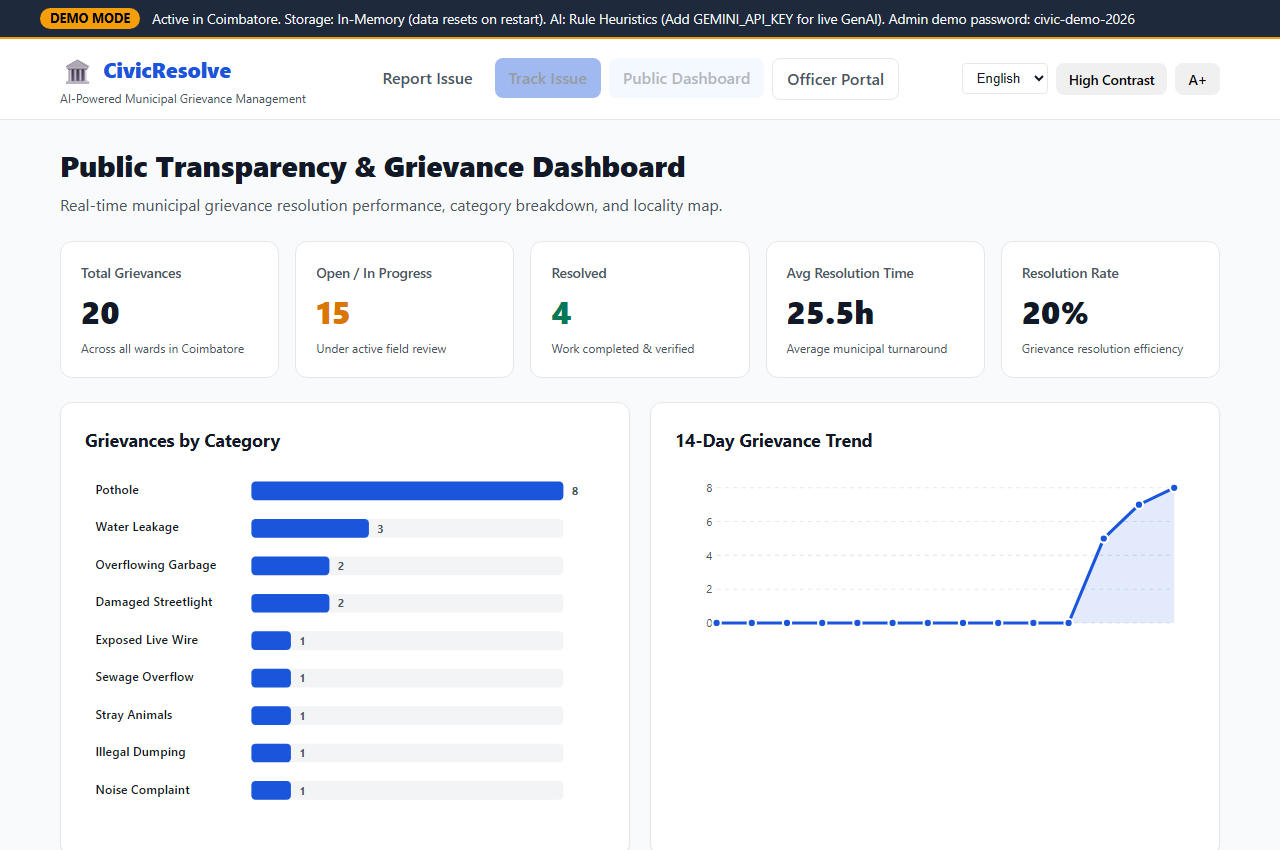 DEMO MODE Active in Coimbatore. Storage: In-Memory (data resets on restart). AI: Rule Heuristics (Add GEMINI_API_KEY for live GenAI). Admin demo password: civic-demo-2026
CivicResolve
AI-Powered Municipal Grievance Management
Report Issue
Track Issue
Public Dashboard
Officer Portal
English
High Contrast
A+
Public Transparency & Grievance Dashboard
Real-time municipal grievance resolution performance, category breakdown, and locality map.
Total Grievances
20
Across all wards in Coimbatore
Open / In Progress
15
Under active field review
Resolved
4
Work completed & verified
Avg Resolution Time
25.5h
Average municipal turnaround
Resolution Rate
20%
Grievance resolution efficiency
Grievances by Category
Pothole 8
Water Leakage 3
Overflowing Garbage 2
Damaged Streetlight 2
Exposed Live Wire 1
Sewage Overflow 1
Stray Animals 1
Illegal Dumping 1
Noise Complaint 1
14-Day Grievance Trend
8
6
4
2
0